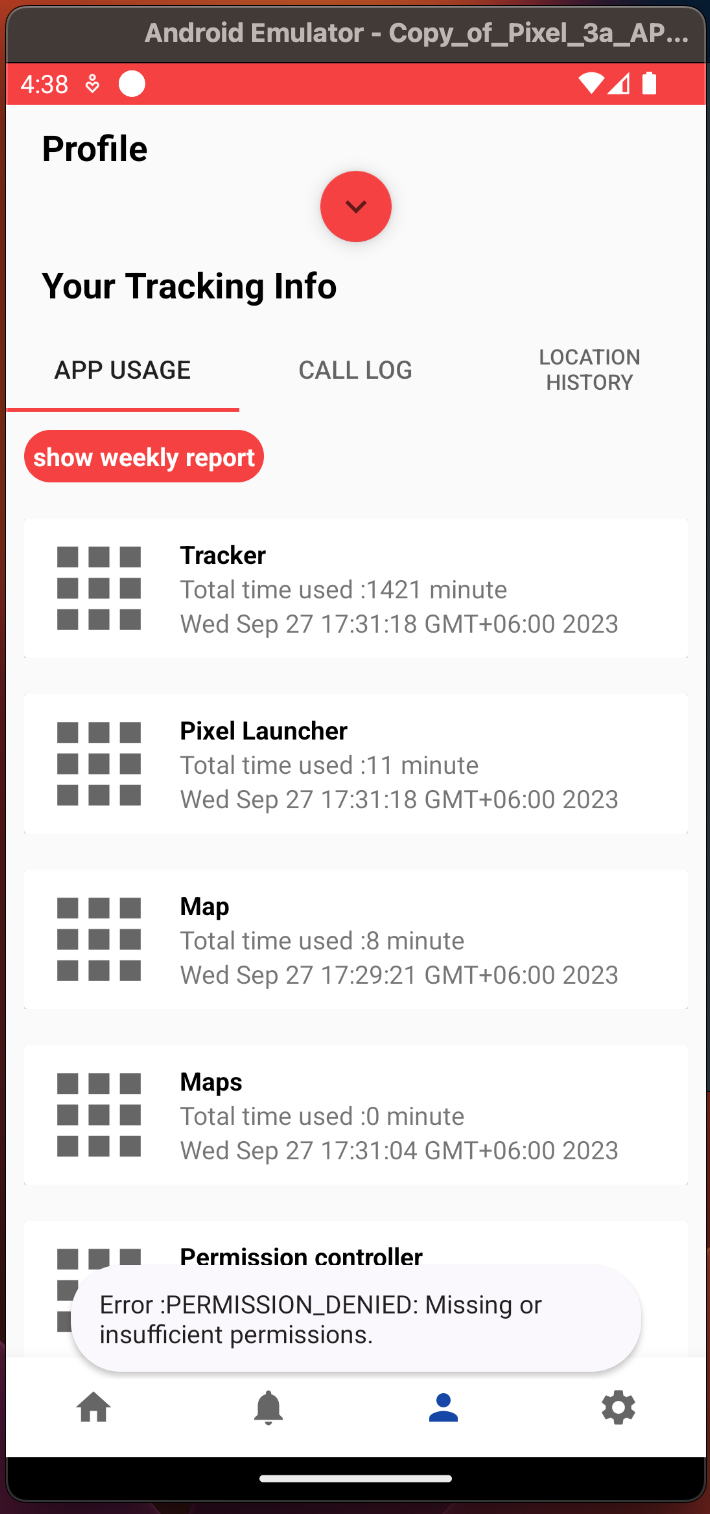 Android Emulator - Copy_of_Pixel_3a_AP...
4:38
Profile
Your Tracking Info
APP USAGE
CALL LOG
LOCATION
HISTORY
show weekly report
Tracker
Total time used :1421 minute
Wed Sep 27 17:31:18 GMT+06:00 2023
Pixel Launcher
Total time used :11 minute
Wed Sep 27 17:31:18 GMT+06:00 2023
Map
Total time used :8 minute
Wed Sep 27 17:29:21 GMT+06:00 2023
Maps
Total time used :0 minute
Wed Sep 27 17:31:04 GMT+06:00 2023
Permission controller
Error :PERMISSION_DENIED: Missing or
insufficient permissions.